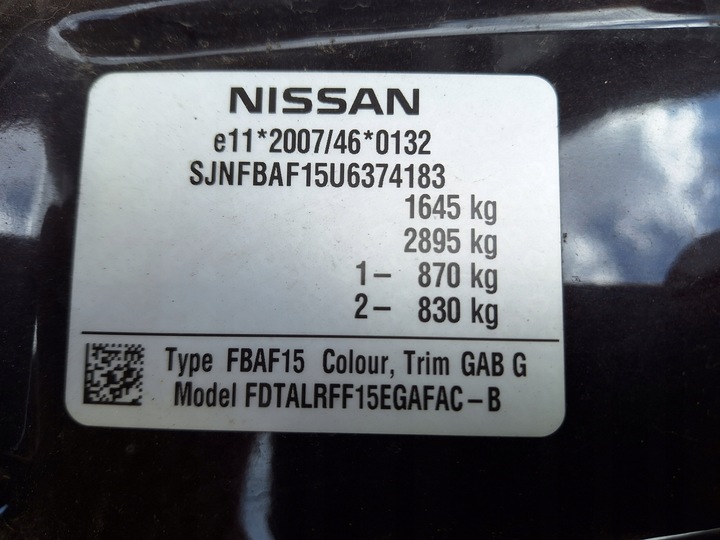 NISSAN
e11*2007/46*0132
SJNFBAF15U6374183
1645 kg
2895 kg
1- 870 kg
2- 830 kg
Type FBAF15 Colour, Trim GAB G
Model FDTALRFF15EGAFAC-B